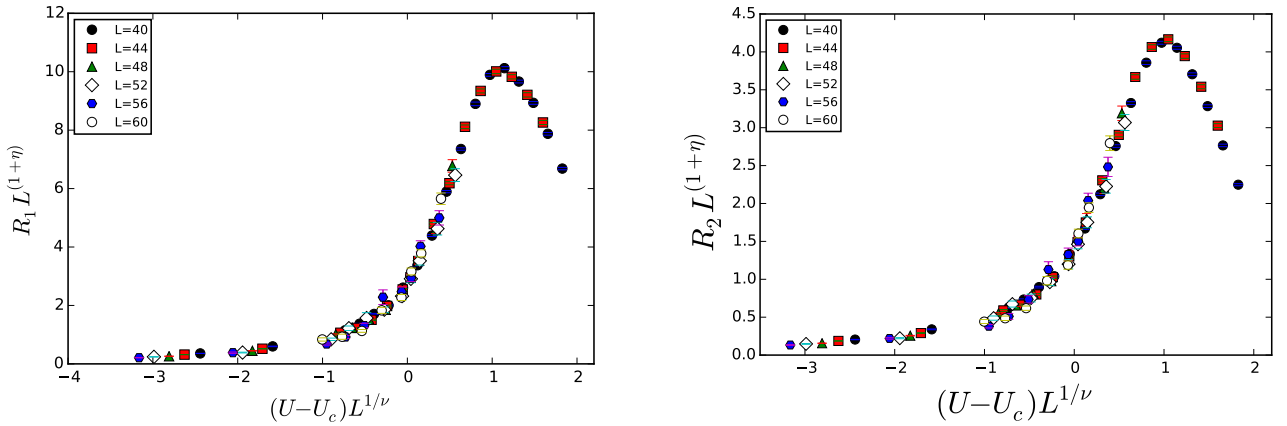 12
10
8
6
4
2
0
R₁ L^(1+η)
L=40
L=44
L=48
L=52
L=56
L=60
−4 −3 −2 −1 0 1 2
(U−U_c)L^{1/ν}
4.5
4.0
3.5
3.0
2.5
2.0
1.5
1.0
0.5
0.0
R₂ L^(1+η)
L=40
L=44
L=48
L=52
L=56
L=60
−3 −2 −1 0 1 2
(U−U_c)L^{1/ν}